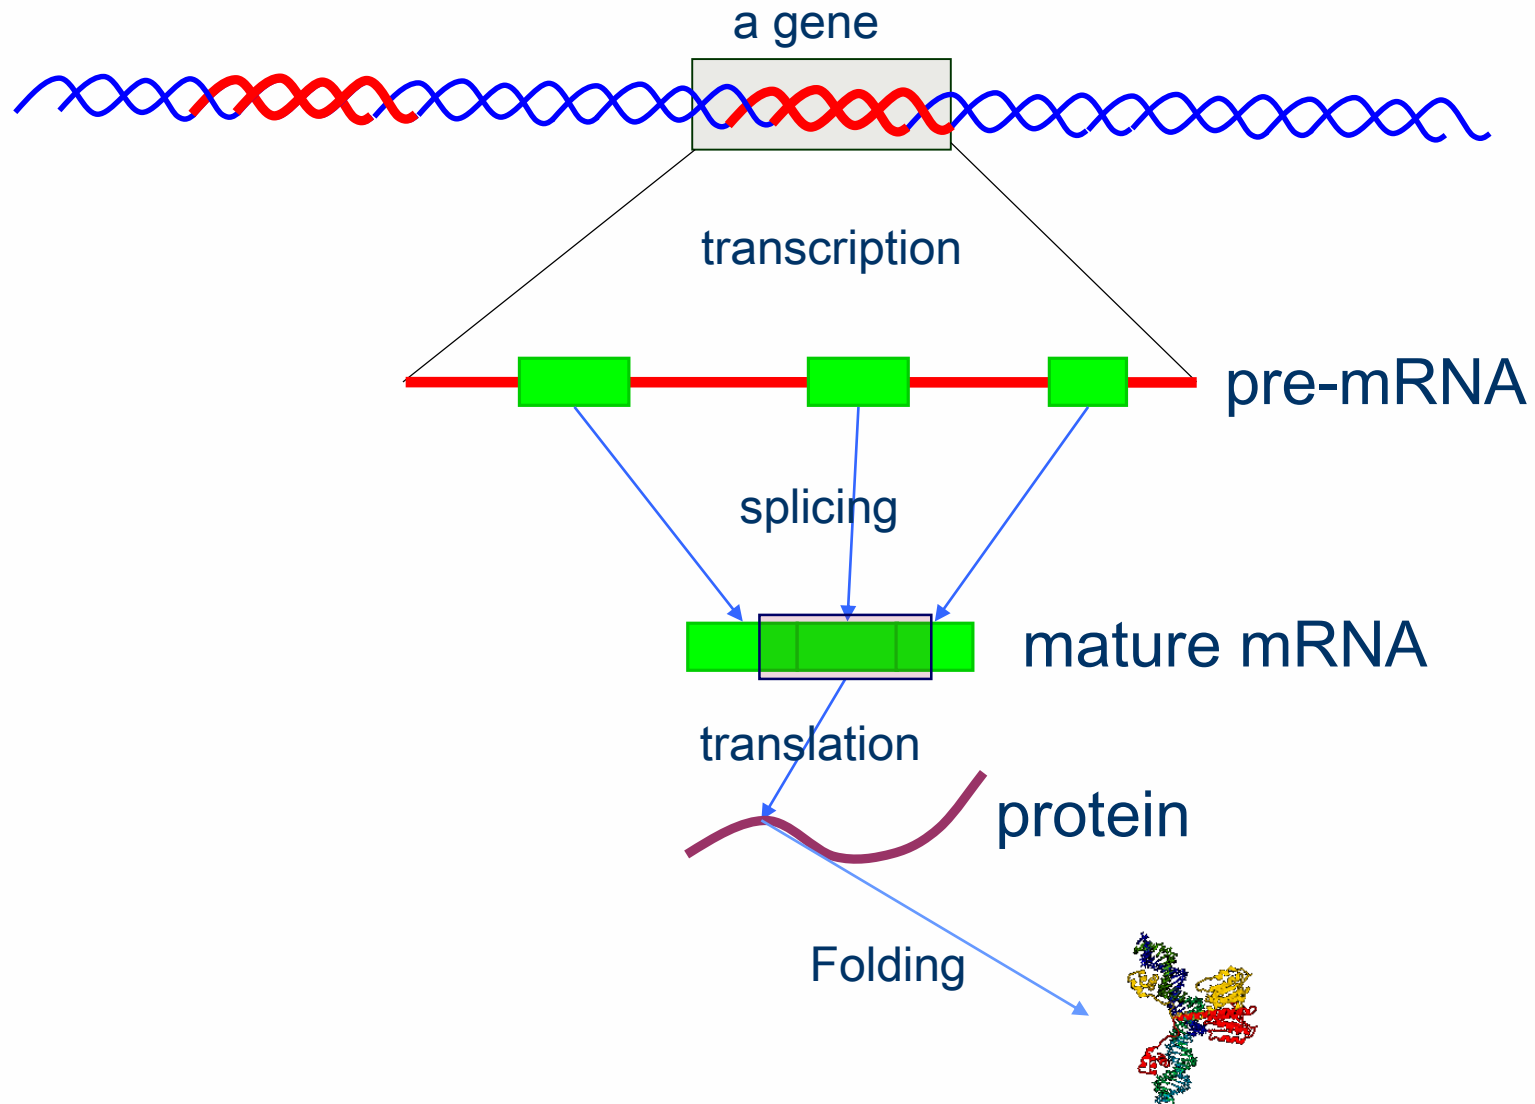 a gene
transcription
pre-mRNA
splicing
mature mRNA
translation
protein
Folding